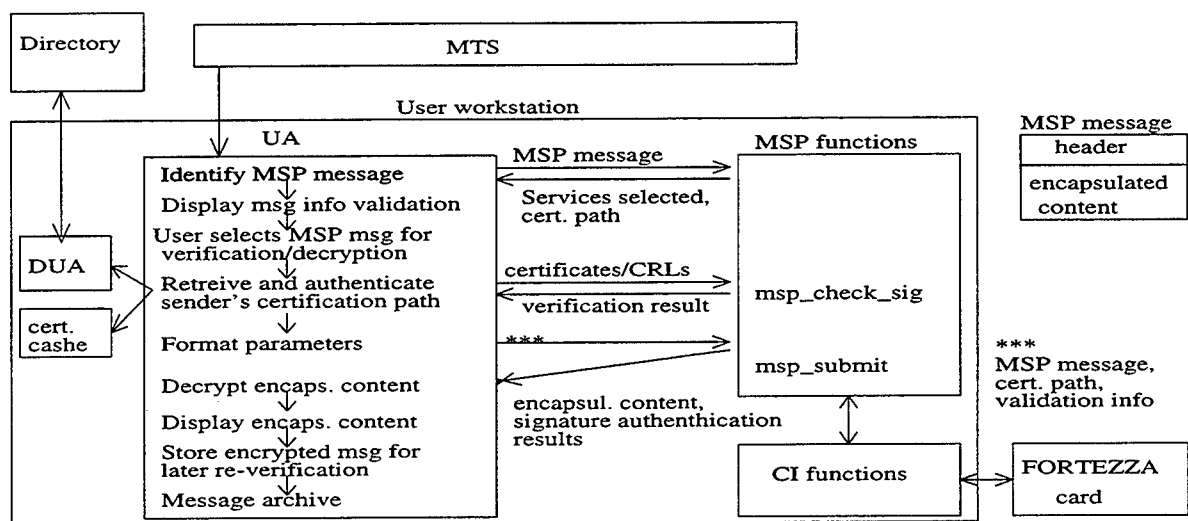 Directory
MTS
User workstation
UA
Identify MSP message
Display msg info validation
User selects MSP msg for
verification/decryption
Retreive and authenticate
sender's certification path
Format parameters
Decrypt encaps. content
Display encaps. content
Store encrypted msg for
later re-verification
Message archive
DUA
cert.
cashe
MSP message
Services selected,
cert. path
certificates/CRLs
verification result
***
encapsul. content,
signature authenthication
results
MSP functions
msp_check_sig
msp_submit
CI functions
MSP message
header
encapsulated
content
***
MSP message,
cert. path,
validation info
FORTEZZA
card